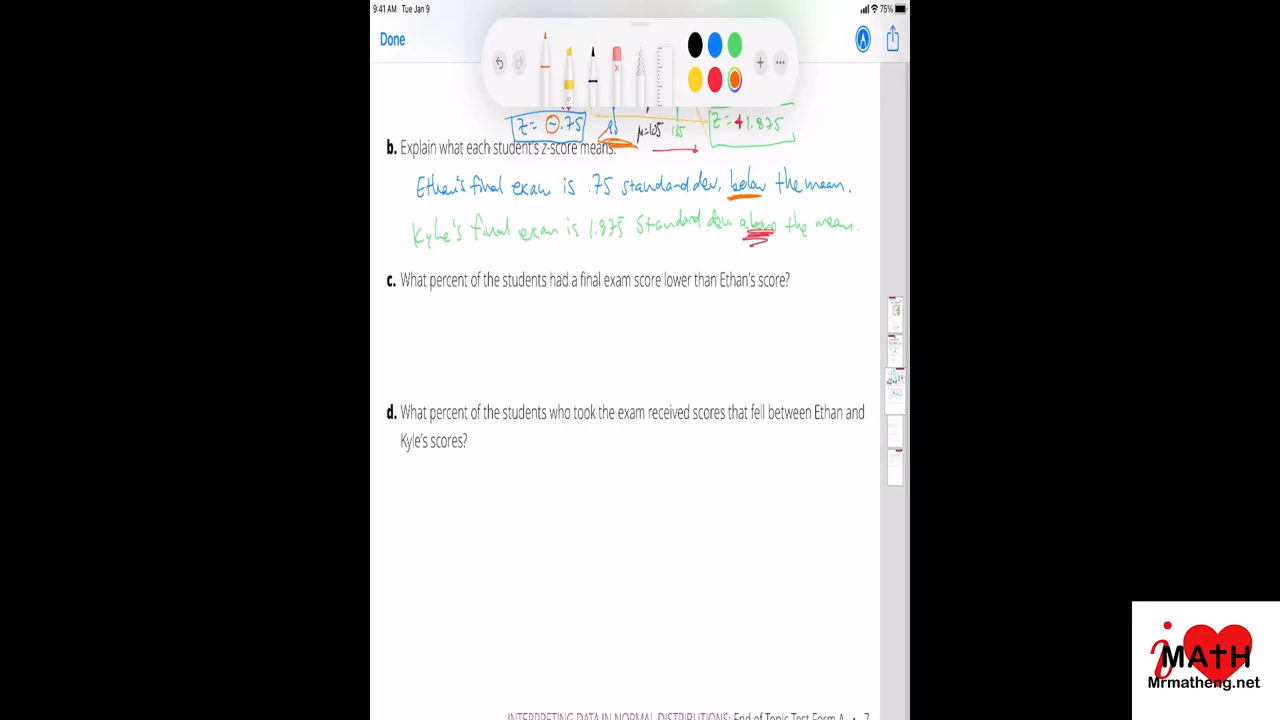 9:41 AM Tue Jan 9
75%
Done
z = -.75
μ=105
z = +1.875
b. Explain what each student's z-score means.
Ethan's final exam is .75 standard dev. below the mean.
Kyle's final exam is 1.875 standard dev above the mean.
c. What percent of the students had a final exam score lower than Ethan's score?
d. What percent of the students who took the exam received scores that fell between Ethan and
Kyle's scores?
INTERPRETING DATA IN NORMAL DISTRIBUTIONS: End of Topic Test Form A • 7
i
MATH
Mrmatheng.net